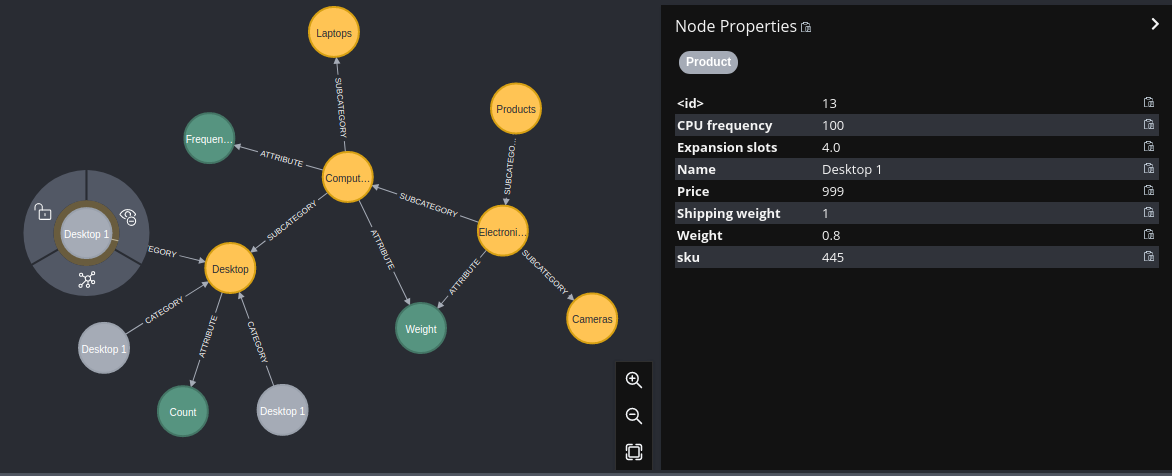 Laptops
SUBCATEGORY
Products
Frequen...
ATTRIBUTE
SUBCATEGO...
Comput...
SUBCATEGORY
SUBCATEGORY
Electroni...
Desktop 1
EGORY
ATTRIBUTE
Desktop
ATTRIBUTE
SUBCATEGORY
CATEGORY
Cameras
Weight
Desktop 1
ATTRIBUTE
CATEGORY
Count
Desktop 1
Node Properties
Product
<id> 13
CPU frequency 100
Expansion slots 4.0
Name Desktop 1
Price 999
Shipping weight 1
Weight 0.8
sku 445